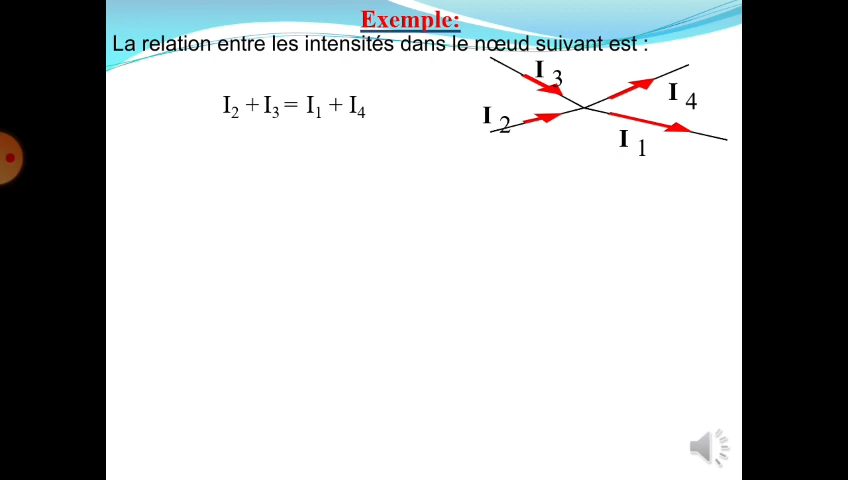 Exemple:
La relation entre les intensités dans le nœud suivant est :
I₂ + I₃ = I₁ + I₄
I ₃
I ₄
I ₂
I ₁